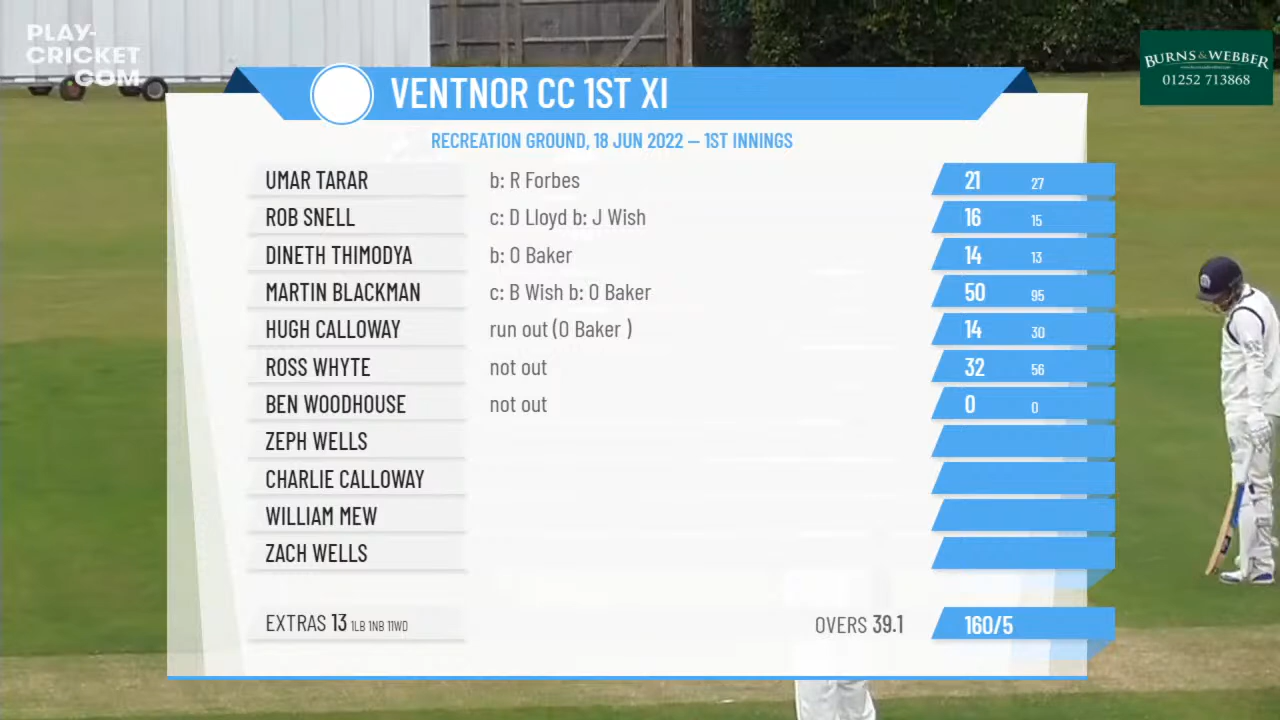 PLAY-
CRICKET
.COM
BURNS & WEBBER
01252 713868
VENTNOR CC 1ST XI
RECREATION GROUND, 18 JUN 2022 – 1ST INNINGS
UMAR TARAR b: R Forbes 21 27
ROB SNELL c: D Lloyd b: J Wish 16 15
DINETH THIMODYA b: O Baker 14 13
MARTIN BLACKMAN c: B Wish b: O Baker 50 95
HUGH CALLOWAY run out (O Baker ) 14 30
ROSS WHYTE not out 32 56
BEN WOODHOUSE not out 0 0
ZEPH WELLS
CHARLIE CALLOWAY
WILLIAM MEW
ZACH WELLS
EXTRAS 13 1LB 1NB 11WD OVERS 39.1 160/5